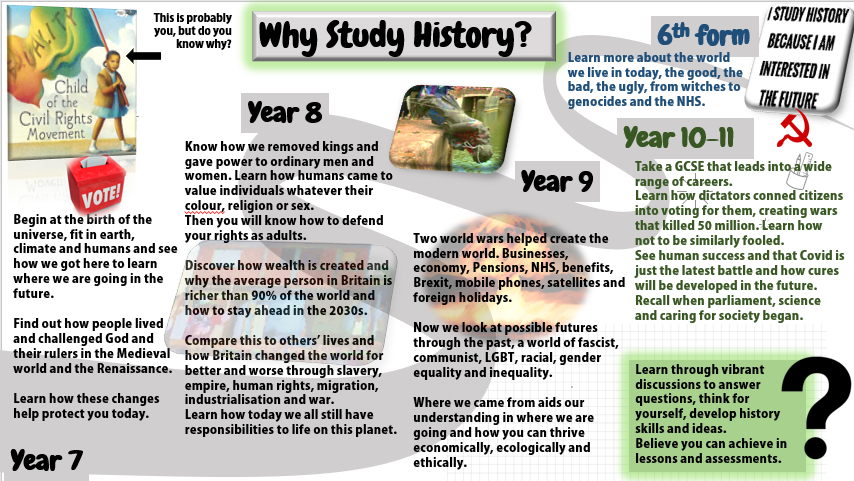 This is probably
you, but do you
know why?
Why Study History?
6th form
Learn more about the world
we live in today, the good, the
bad, the ugly, from witches to
genocides and the NHS.
I STUDY HISTORY
BECAUSE I AM
INTERESTED IN
THE FUTURE
EQUALITY
Child
of the
Civil Rights
Movement
VOTE!
Begin at the birth of the
universe, fit in earth,
climate and humans and see
how we got here to learn
where we are going in the
future.
Find out how people lived
and challenged God and
their rulers in the Medieval
world and the Renaissance.
Learn how these changes
help protect you today.
Year 7
Year 8
Know how we removed kings and
gave power to ordinary men and
women. Learn how humans came to
value individuals whatever their
colour, religion or sex.
Then you will know how to defend
your rights as adults.
Discover how wealth is created and
why the average person in Britain is
richer than 90% of the world and
how to stay ahead in the 2030s.
Compare this to others' lives and
how Britain changed the world for
better and worse through slavery,
empire, human rights, migration,
industrialisation and war.
Learn how today we all still have
responsibilities to life on this planet.
Year 9
Two world wars helped create the
modern world. Businesses,
economy, Pensions, NHS, benefits,
Brexit, mobile phones, satellites and
foreign holidays.
Now we look at possible futures
through the past, a world of fascist,
communist, LGBT, racial, gender
equality and inequality.
Where we came from aids our
understanding in where we are
going and how you can thrive
economically, ecologically and
ethically.
Year 10-11
Take a GCSE that leads into a wide
range of careers.
Learn how dictators conned citizens
into voting for them, creating wars
that killed 50 million. Learn how
not to be similarly fooled.
See human success and that Covid is
just the latest battle and how cures
will be developed in the future.
Recall when parliament, science
and caring for society began.
Learn through vibrant
discussions to answer
questions, think for
yourself, develop history
skills and ideas.
Believe you can achieve in
lessons and assessments.
?